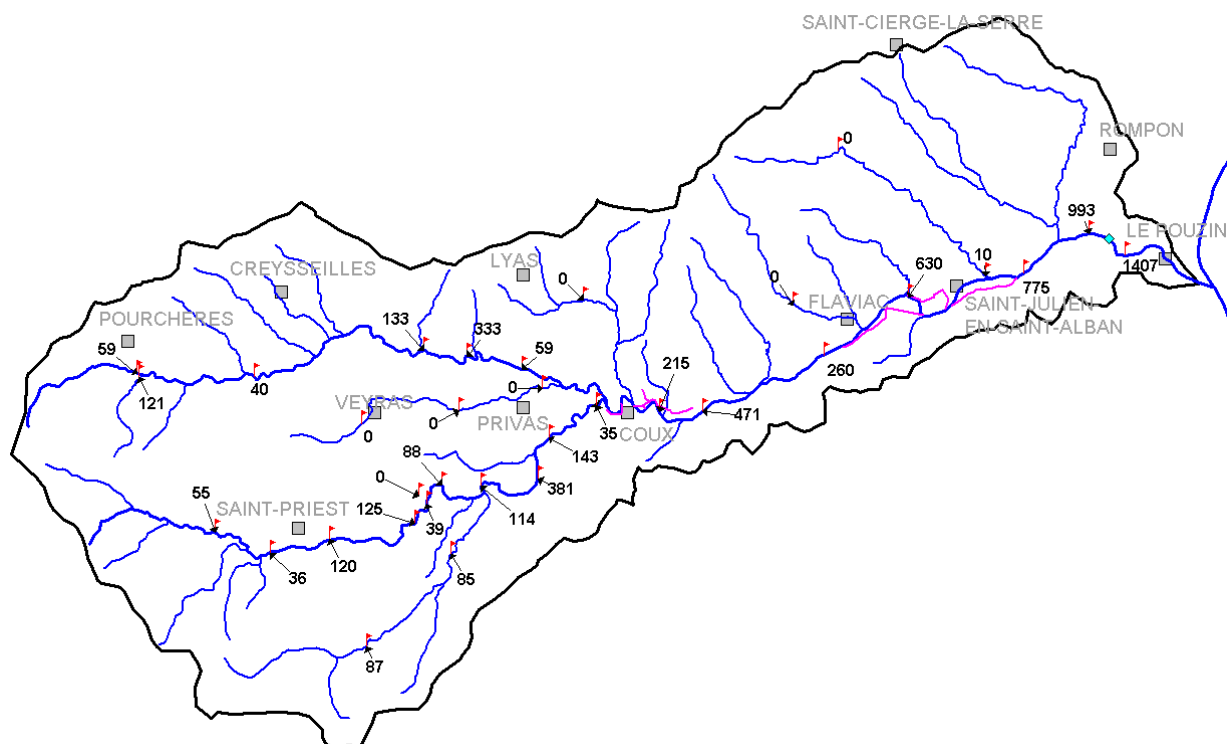 SAINT-CIERGE-LA-SERRE
ROMPON
0
993
LE POUZIN
1407
LYAS
CREYSSEILLES
0
0
630
10
775
POURCHÈRES
FLAVIAC
SAINT-JULIEN
EN-SAINT-ALBAN
133
333
59
59
121
40
0
215
260
VEYRAS
0
0
PRIVAS
35
COUX
471
143
88
0
381
55
SAINT-PRIEST
125
39
114
36
120
85
87